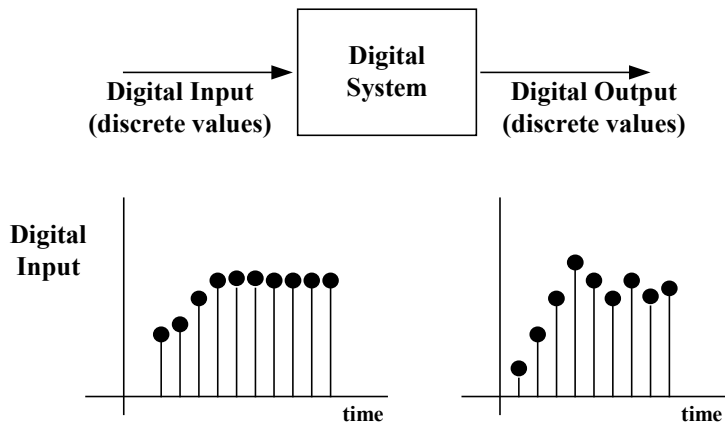 Digital
System
Digital Input
(discrete values)
Digital Output
(discrete values)
Digital
Input
time
time